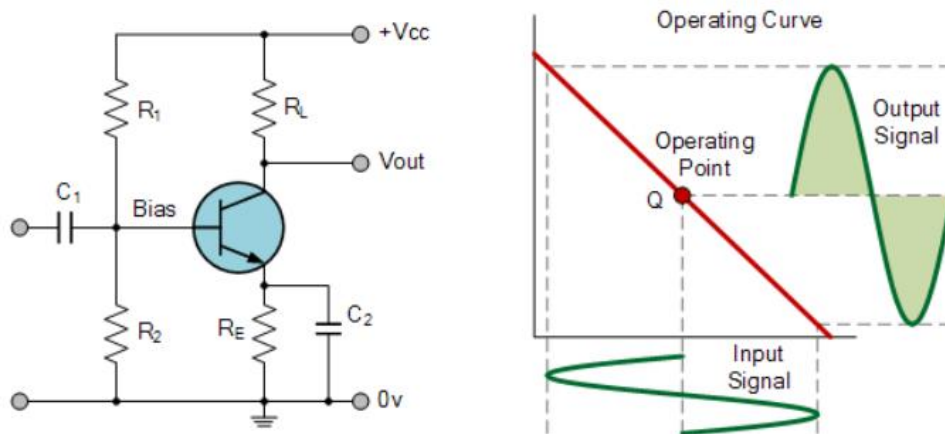 +Vcc
R1
RL
Vout
C1
Bias
R2
RE
C2
0v
Operating Curve
Output
Signal
Operating
Point
Q
Input
Signal